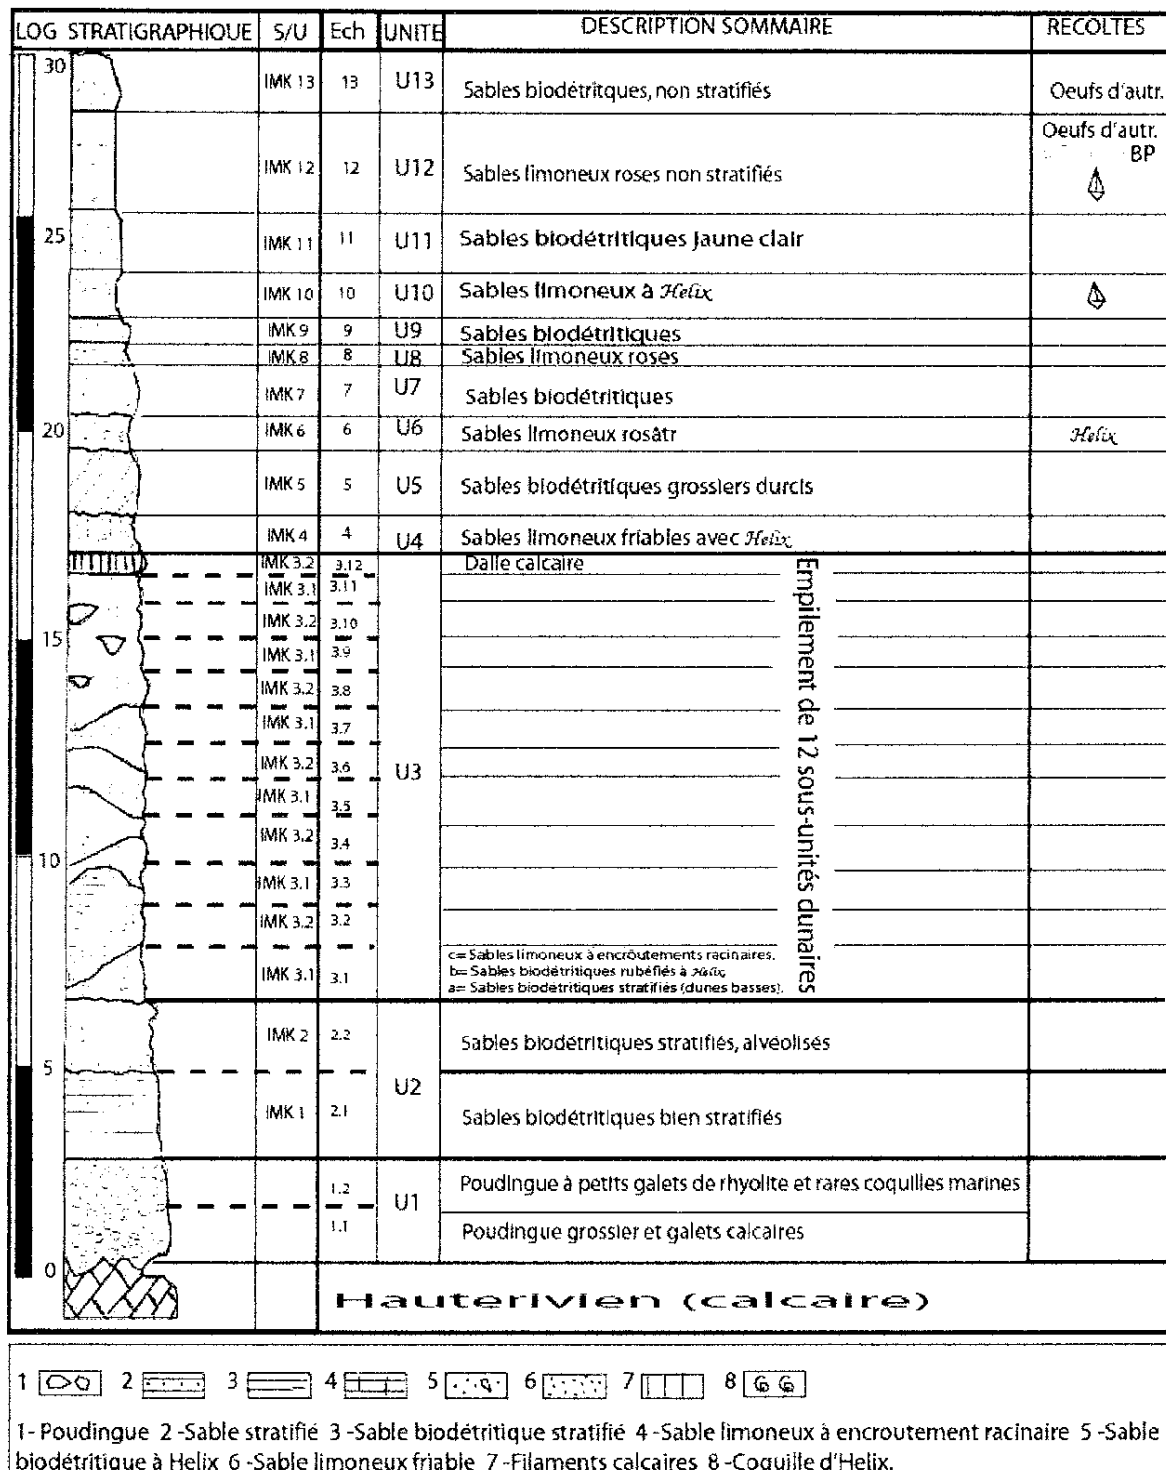 LOG STRATIGRAPHIQUE S/U Ech UNITE DESCRIPTION SOMMAIRE RECOLTES
30 IMK 13 13 U13 Sables biodétritques, non stratifiés Oeufs d'autr.
Oeufs d'autr.
BP
IMK 12 12 U12 Sables limoneux roses non stratifiés
25 IMK 11 11 U11 Sables biodétritiques Jaune clair
IMK 10 10 U10 Sables limoneux à Helix
IMK 9 9 U9 Sables biodétritiques
IMK 8 8 U8 Sables limoneux roses
IMK 7 7 U7 Sables biodétritiques
20 IMK 6 6 U6 Sables limoneux rosâtr Helix
IMK 5 5 U5 Sables biodétritiques grossiers durcis
IMK 4 4 U4 Sables limoneux friables avec Helix
IMK 3.2 3.12 Dalle calcaire
IMK 3.1 3.11
IMK 3.2 3.10
15 IMK 3.1 3.9
IMK 3.2 3.8
IMK 3.1 3.7
IMK 3.2 3.6 U3
IMK 3.1 3.5
IMK 3.2 3.4
10 IMK 3.1 3.3
IMK 3.2 3.2
IMK 3.1 3.1
Empilement de 12 sous-unités dunaires
c= Sables limoneux à encroûtements racinaires.
b= Sables biodétritiques rubéfiés à Helix
a= Sables biodétritiques stratifiés (dunes basses).
IMK 2 2.2 Sables biodétritiques stratifiés, alvéolisés
5 U2
IMK 1 2.1 Sables biodétritiques bien stratifiés
1.2 Poudingue à petits galets de rhyolite et rares coquilles marines
U1
1.1 Poudingue grossier et galets calcaires
0
Hauterivien (calcaire)
1 2 3 4 5 6 7 8
1- Poudingue 2 -Sable stratifié 3 -Sable biodétritique stratifié 4 -Sable limoneux à encroutement racinaire 5 -Sable
biodétritique à Helix 6 -Sable limoneux friable 7 -Filaments calcaires 8 -Coquille d'Helix.